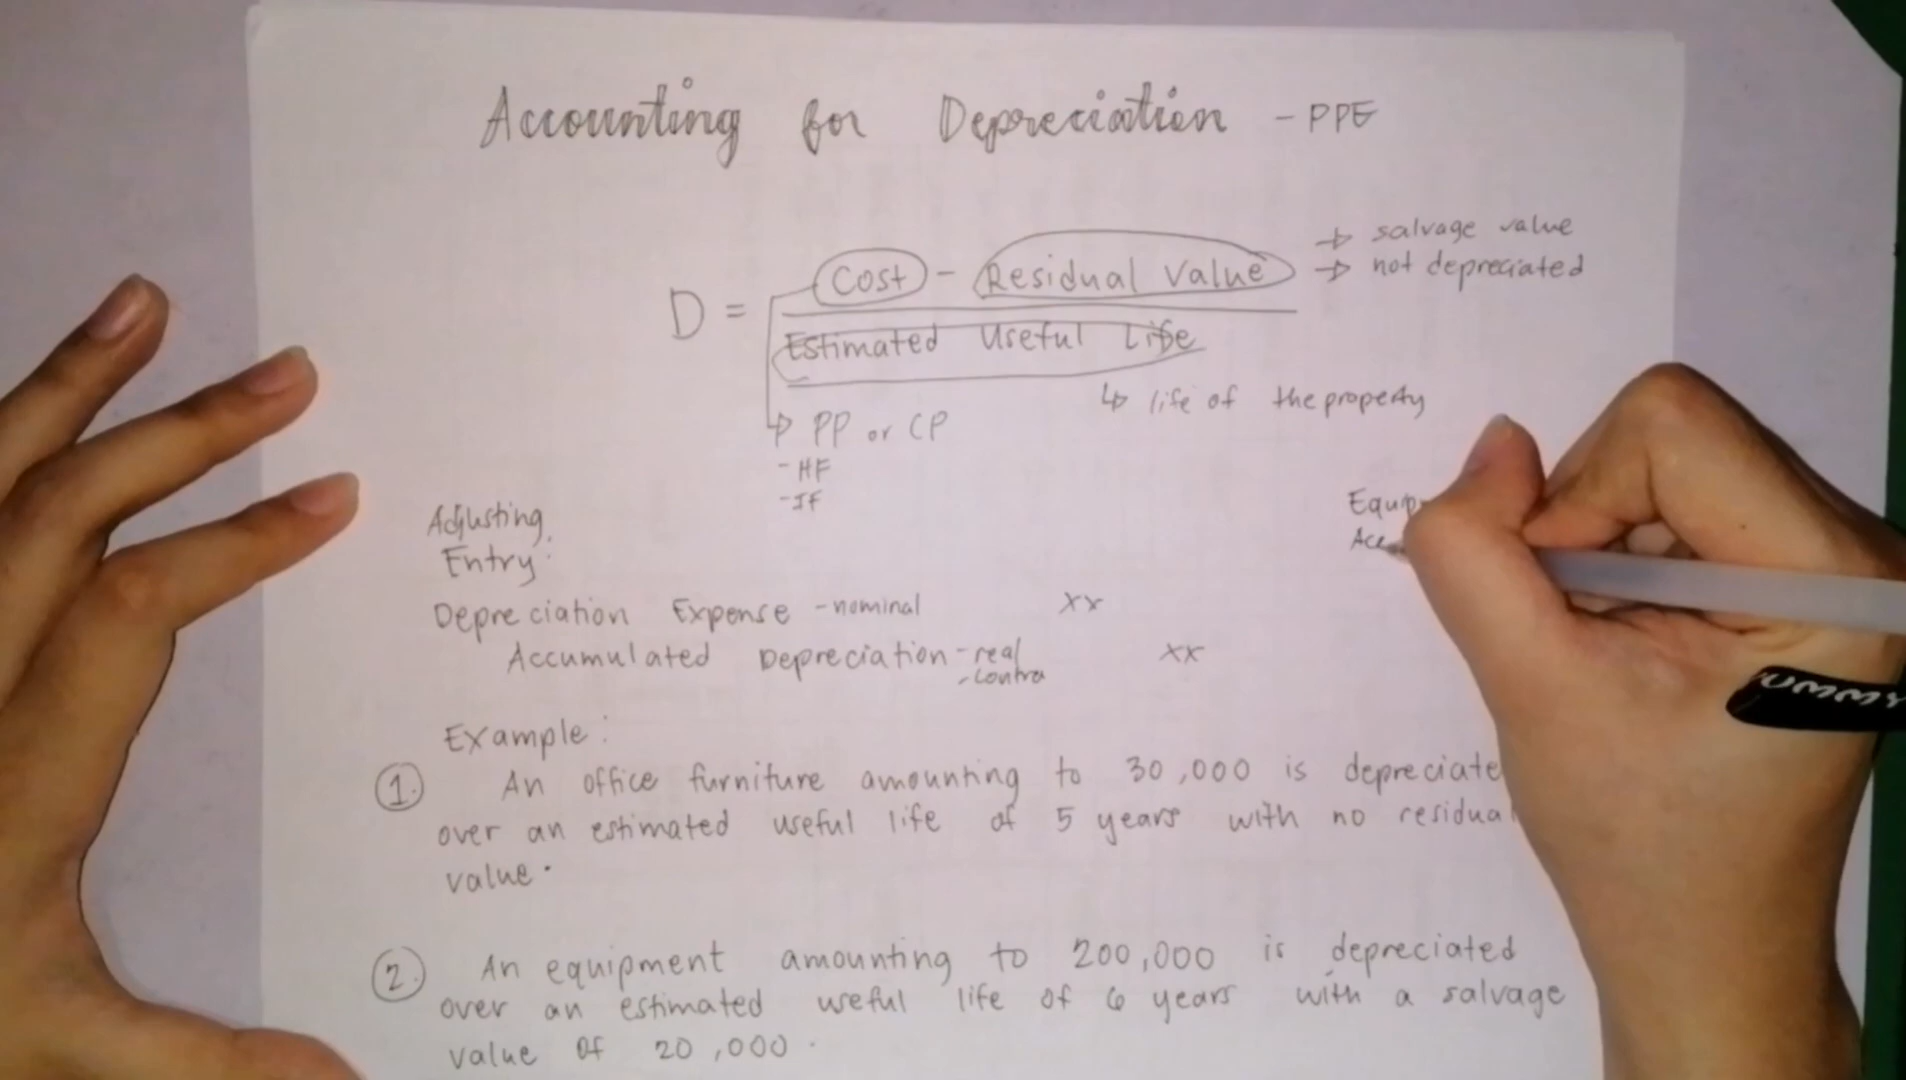 Accounting for Depreciation - PPE
→ salvage value
Cost - Residual Value → not depreciated
D =
Estimated Useful Life
↳ life of the property
↳ PP or CP
- HF
- IF
Adjusting
Entry:
Equip
Acc
Depreciation Expense - nominal xx
Accumulated Depreciation - real xx
- contra
Example:
1. An office furniture amounting to 30,000 is depreciate
over an estimated useful life of 5 years with no residual
value.
2. An equipment amounting to 200,000 is depreciated
over an estimated useful life of 6 years with a salvage
value of 20,000.